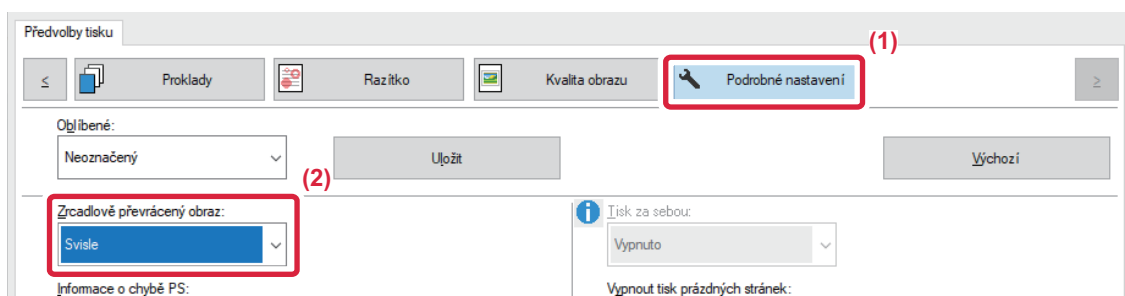 Předvolby tisku
(1)
<
Proklady
Razítko
Kvalita obrazu
Podrobné nastavení
>
Oblíbené:
Neoznačený
Uložit
Výchozí
(2)
Zrcadlově převrácený obraz:
Tisk za sebou:
Svisle
Vypnuto
Informace o chybě PS:
Vypnout tisk prázdných stránek: